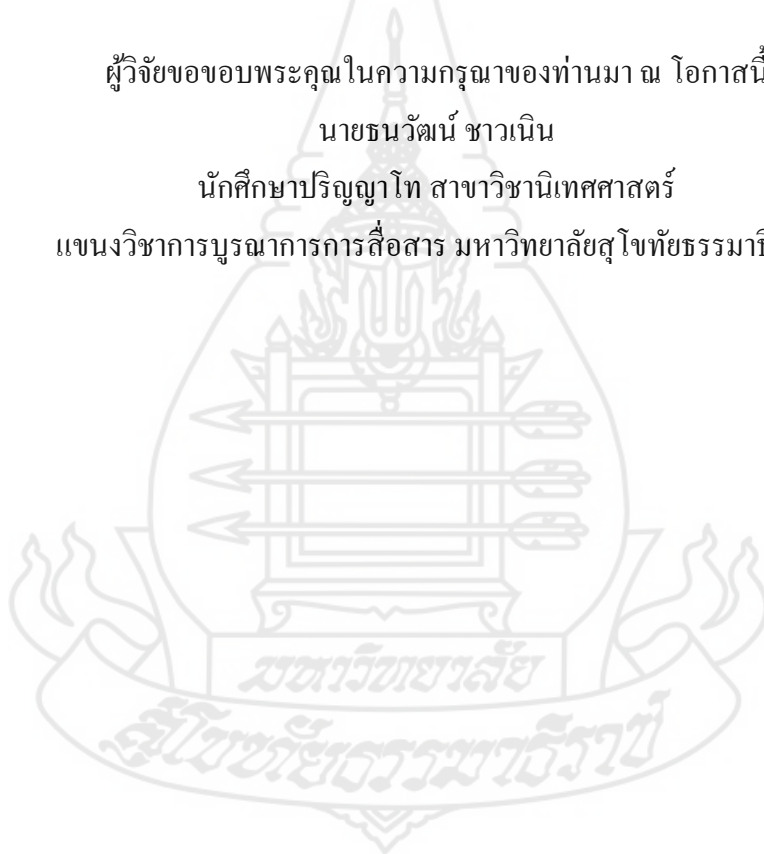 ผู้วิจัยขอขอบพระคุณในความกรุณาของท่านมา ณ โอกาสนี้
นายธนวัฒน์ ชาวเนิน
นักศึกษาปริญญาโท สาขาวิชานิเทศศาสตร์
แขนงวิชาการบูรณาการการสื่อสาร มหาวิทยาลัยสุโขทัยธรรมาธิ
มหาวิทยาลัย
สุโขทัยธรรมาธิราช